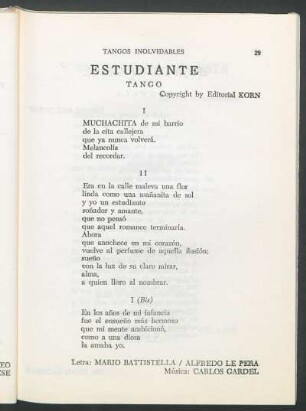 TANGOS INOLVIDABLES 29
ESTUDIANTE
TANGO
Copyright by Editorial KORN
I
MUCHACHITA de mi barrio
de la cita callejera
que ya nunca volverá.
Melancolía
del recordar.
II
Era en la calle maleva una flor
linda como una mañanita de sol
y yo un estudiante
soñador y amante,
que no pensó
que aquel romance terminaría.
Ahora
que anochece en mi corazón,
vuelve al perfume de aquella ilusión;
sueño
con la luz de su claro mirar,
alma,
a quien lloro al nombrar.
I (Bis)
En los años de mi infancia
fue el ensueño más hermoso
que mi mente ambicionó,
como a una diosa
la amaba yo.
Letra: MARIO BATTISTELLA / ALFREDO LE PERA
Música: CARLOS GARDEL
EO
ESE